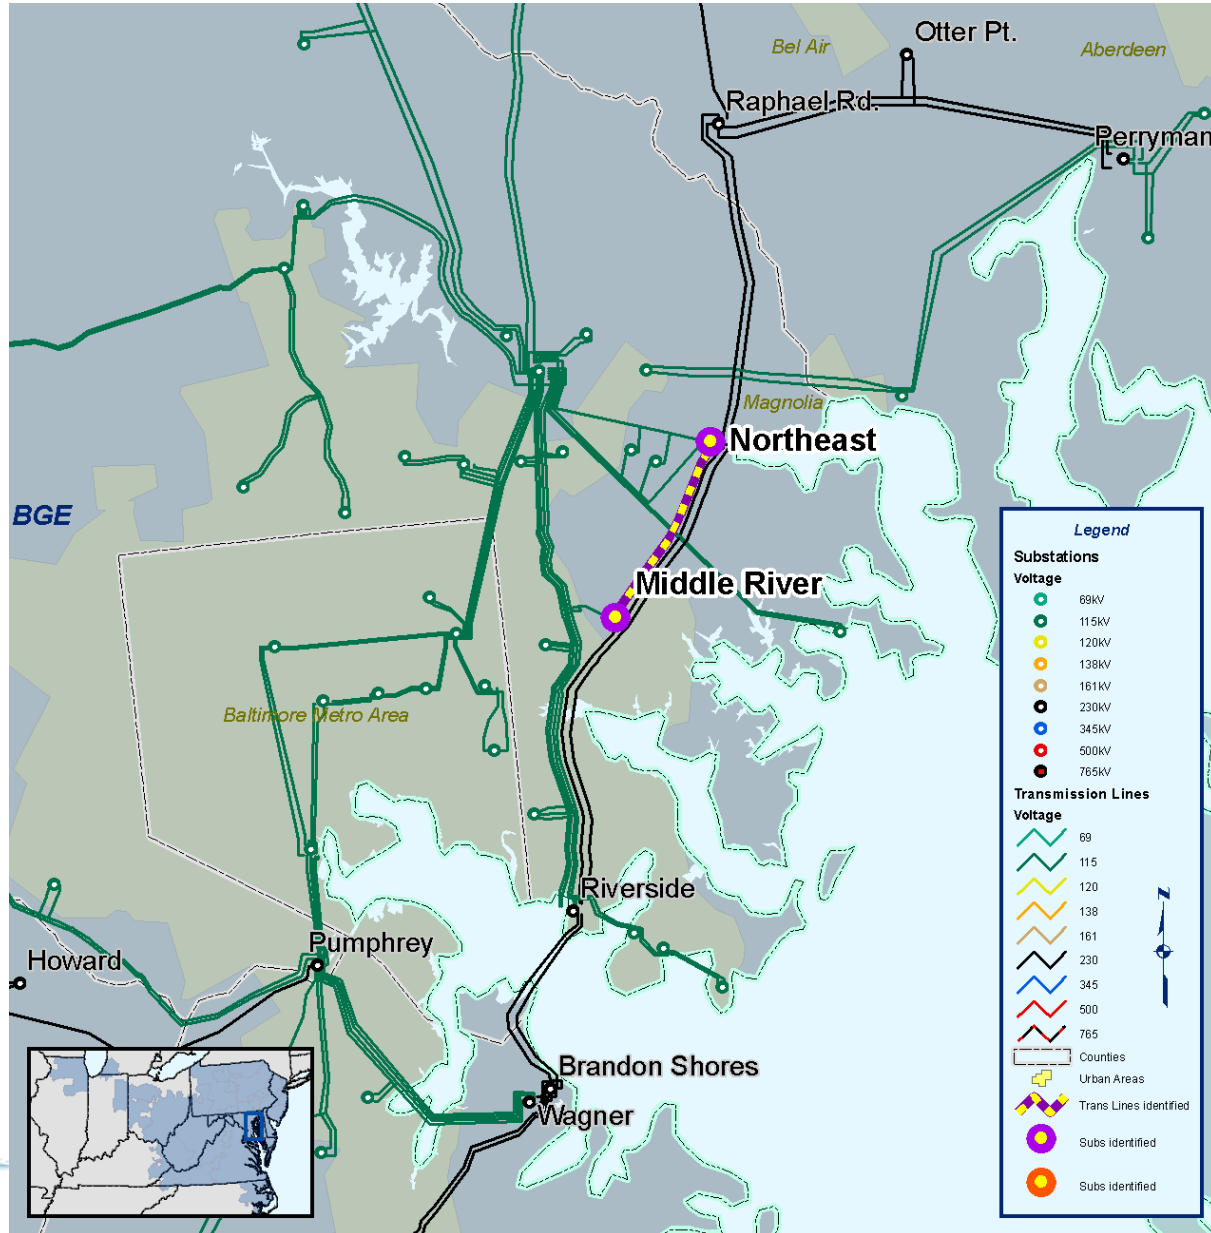 Otter Pt.
Bel Air
Aberdeen
Raphael Rd.
Perryman
Magnolia
Northeast
BGE
Middle River
Baltimore Metro Area
Riverside
Pumphrey
Howard
Brandon Shores
Wagner
Legend
Substations
Voltage
69kV
115kV
120kV
138kV
161kV
230kV
345kV
500kV
765kV
Transmission Lines
Voltage
69
115
120
138
161
230
345
500
765
Counties
Urban Areas
Trans Lines identified
Subs identified
Subs identified
N